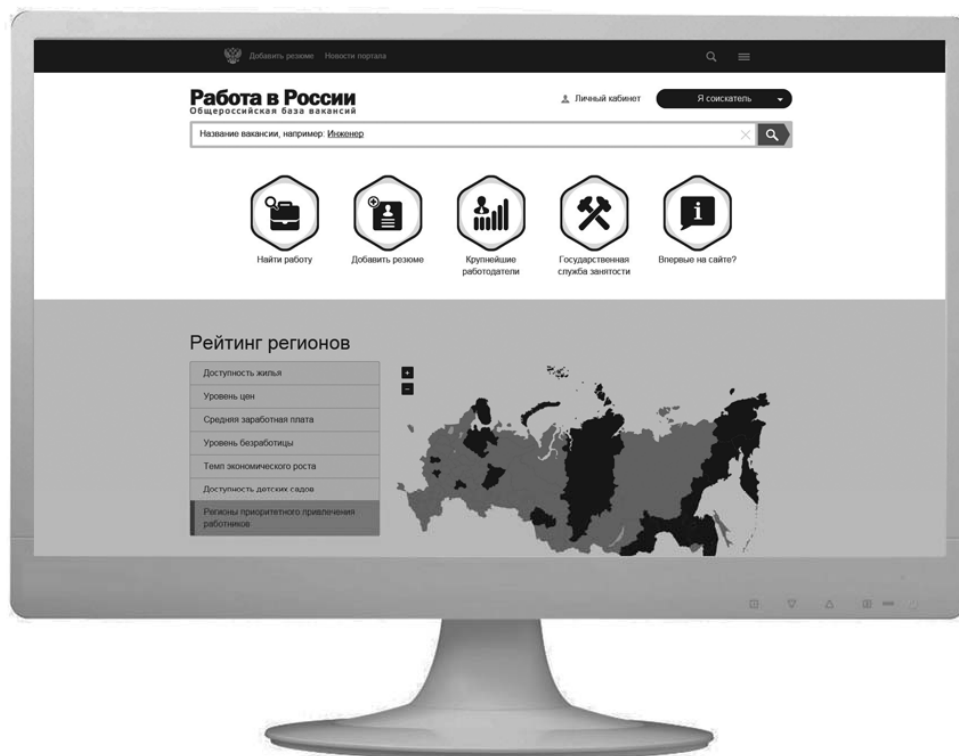 Добавить резюме Новости портала
Работа в России
Общероссийская база вакансий
Личный кабинет
Я соискатель
Название вакансии, например: Инженер
Найти работу
Добавить резюме
Крупнейшие
работодатели
Государственная
служба занятости
Впервые на сайте?
Рейтинг регионов
Доступность жилья
Уровень цен
Средняя заработная плата
Уровень безработицы
Темп экономического роста
Доступность детских садов
Регионы приоритетного привлечения
работников